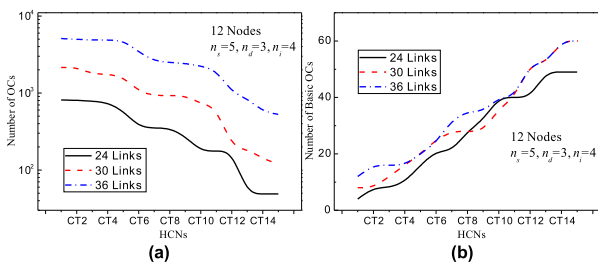 12 Nodes
n_s=5, n_d=3, n_i=4
10^4
10^3
10^2
Number of OCs
24 Links
30 Links
36 Links
CT2 CT4 CT6 CT8 CT10 CT12 CT14
HCNs
(a)
60
40
20
0
Number of Basic OCs
24 Links
30 Links
36 Links
12 Nodes
n_s=5, n_d=3, n_i=4
CT2 CT4 CT6 CT8 CT10 CT12 CT14
HCNs
(b)